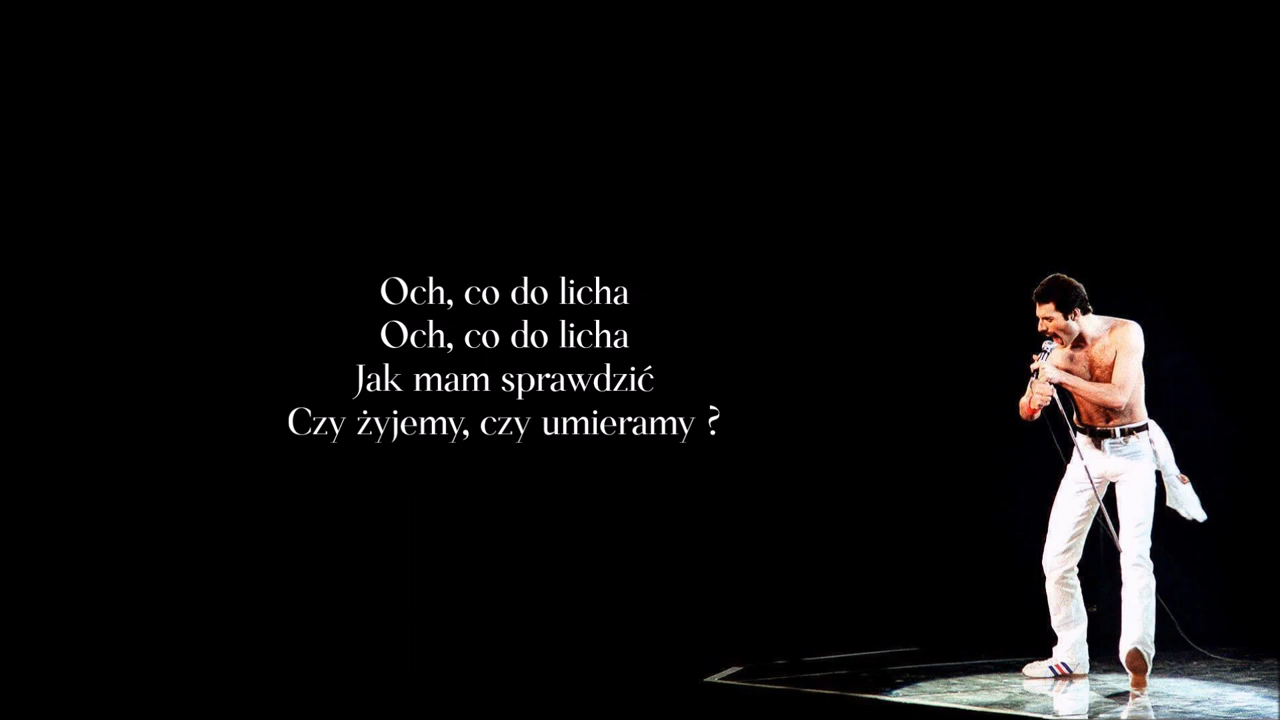 Och, co do licha
Och, co do licha
Jak mam sprawdzić
Czy żyjemy, czy umieramy ?